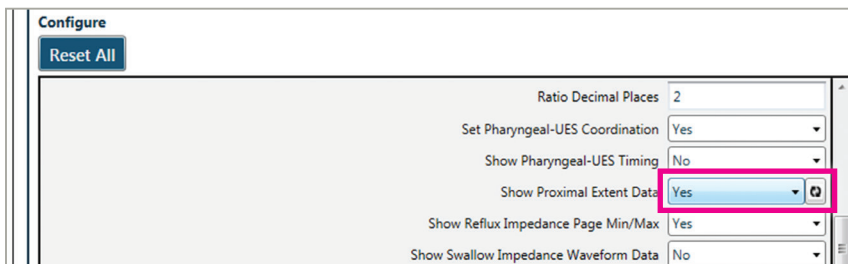 Configure
Reset All
Ratio Decimal Places 2
Set Pharyngeal-UES Coordination Yes
Show Pharyngeal-UES Timing No
Show Proximal Extent Data Yes
Show Reflux Impedance Page Min/Max Yes
Show Swallow Impedance Waveform Data No